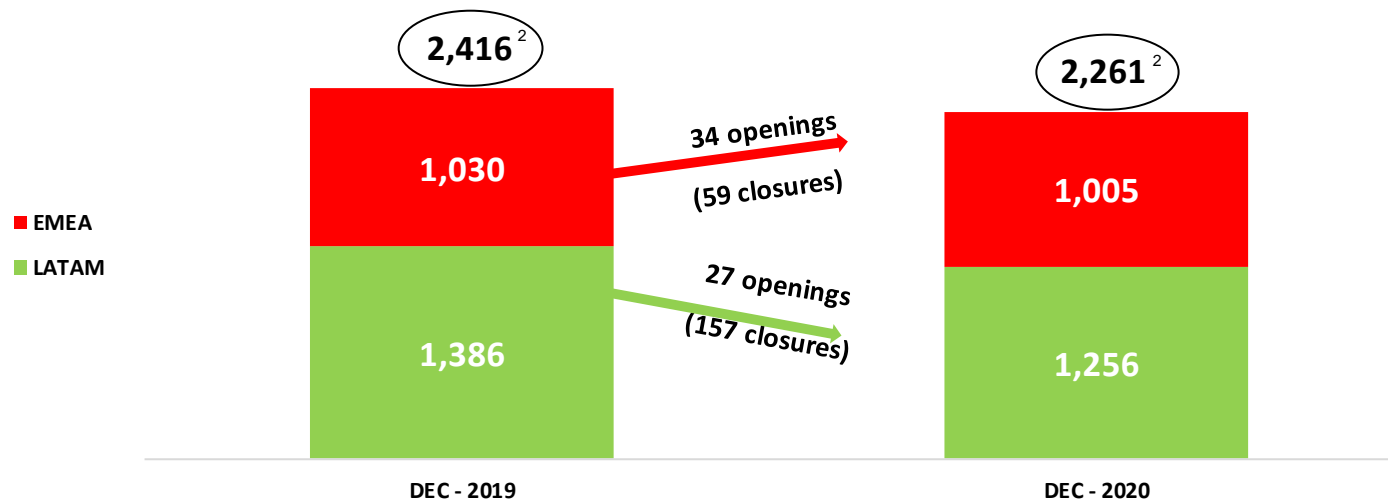 2,416 2
2,261 2
1,030
34 openings
(59 closures)
1,005
EMEA
LATAM
27 openings
(157 closures)
1,386
1,256
DEC - 2019
DEC - 2020